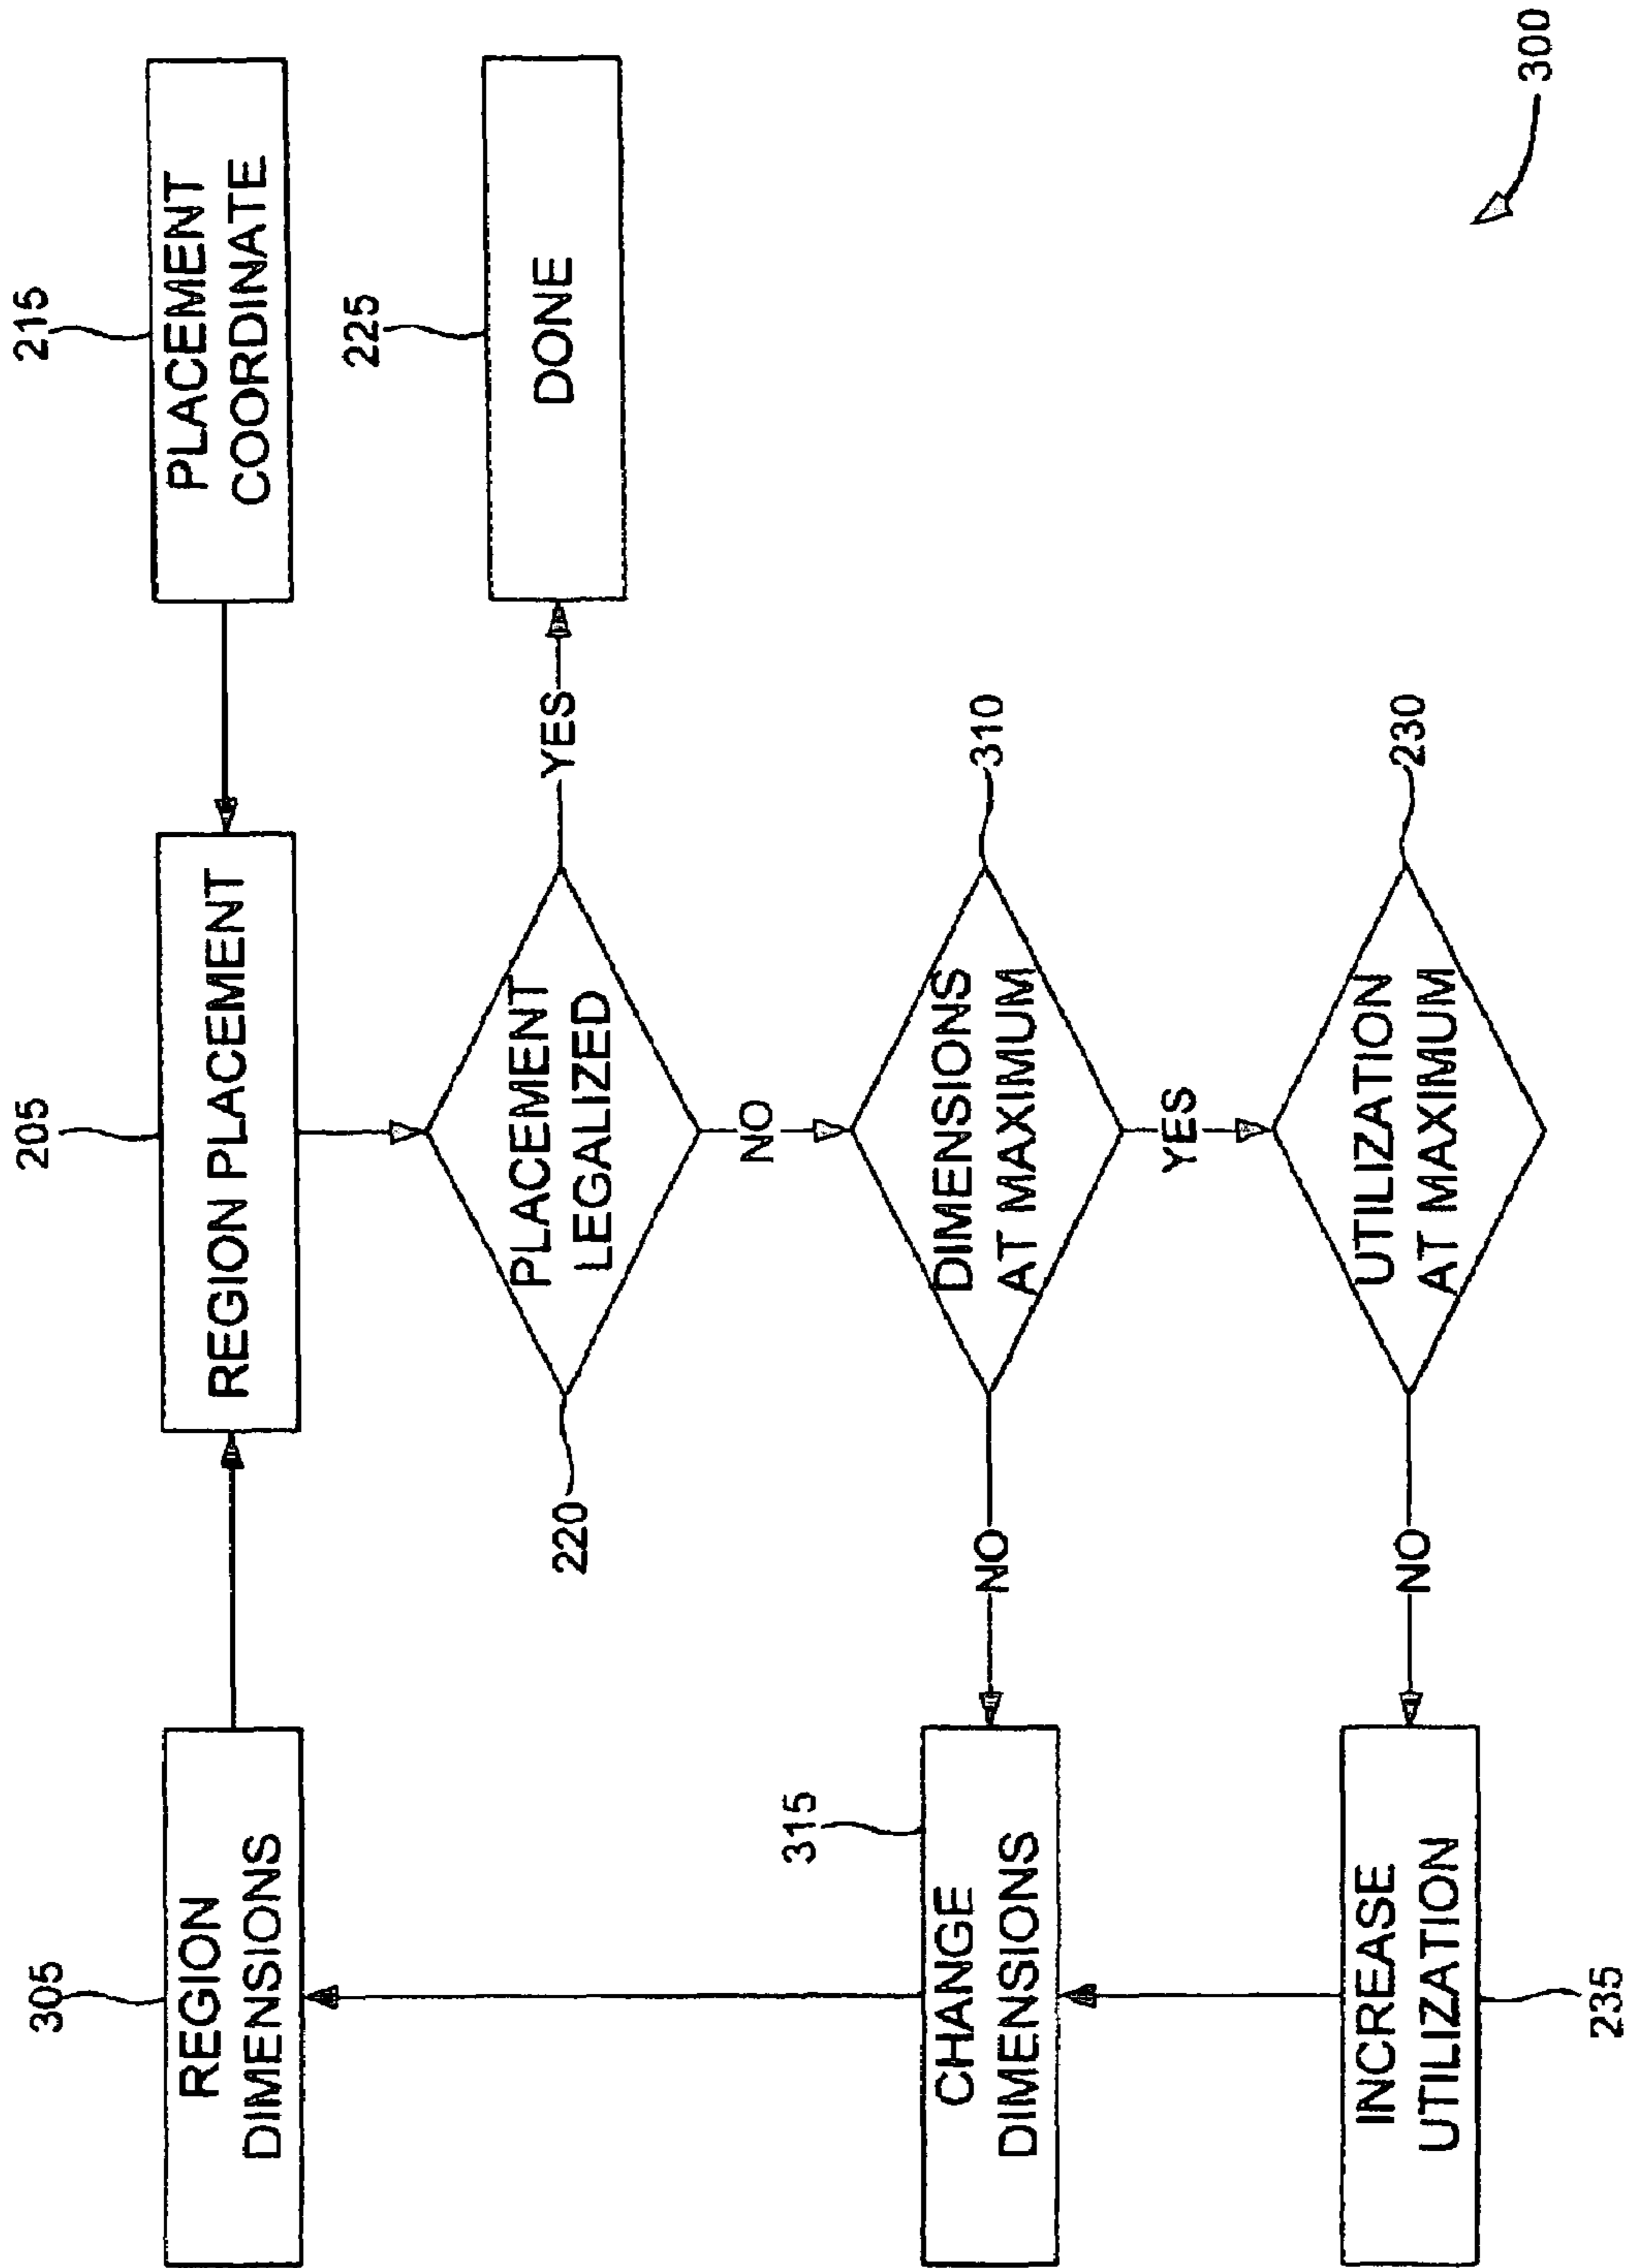 305
REGION
DIMENSIONS
205
REGION PLACEMENT
215
PLACEMENT
COORDINATE
220
PLACEMENT
LEGALIZED
YES
225
DONE
NO
315
CHANGE
DIMENSIONS
NO
DIMENSIONS
AT MAXIMUM
310
YES
235
INCREASE
UTILIZATION
NO
UTILIZATION
AT MAXIMUM
230
300